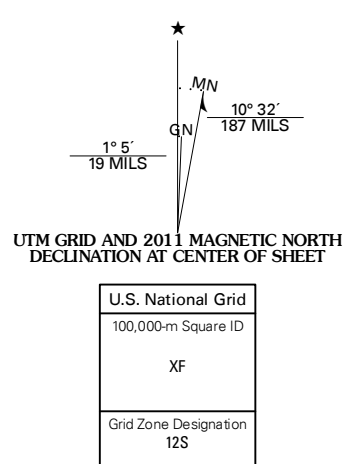 MN
10° 32´
187 MILS
GN
1° 5´
19 MILS
UTM GRID AND 2011 MAGNETIC NORTH
DECLINATION AT CENTER OF SHEET
U.S. National Grid
100,000-m Square ID
XF
Grid Zone Designation
12S